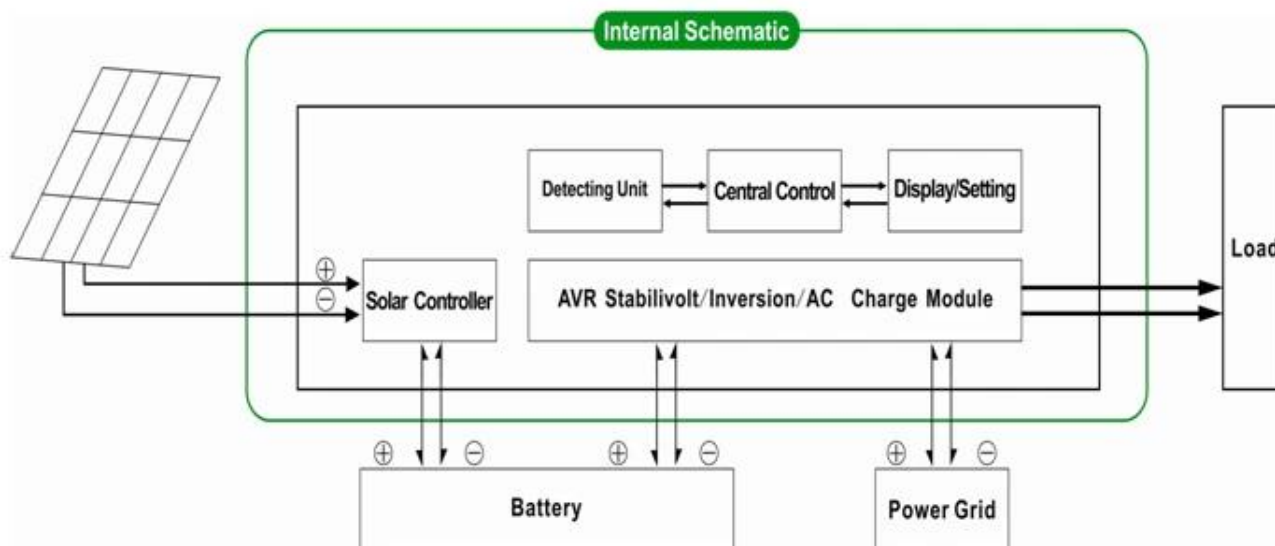 Internal Schematic
Detecting Unit
Central Control
Display/Setting
Load
⊕
⊖
Solar Controller
AVR Stabilivolt/Inversion/AC Charge Module
⊕
⊖
⊕
⊖
⊕
⊖
Battery
Power Grid